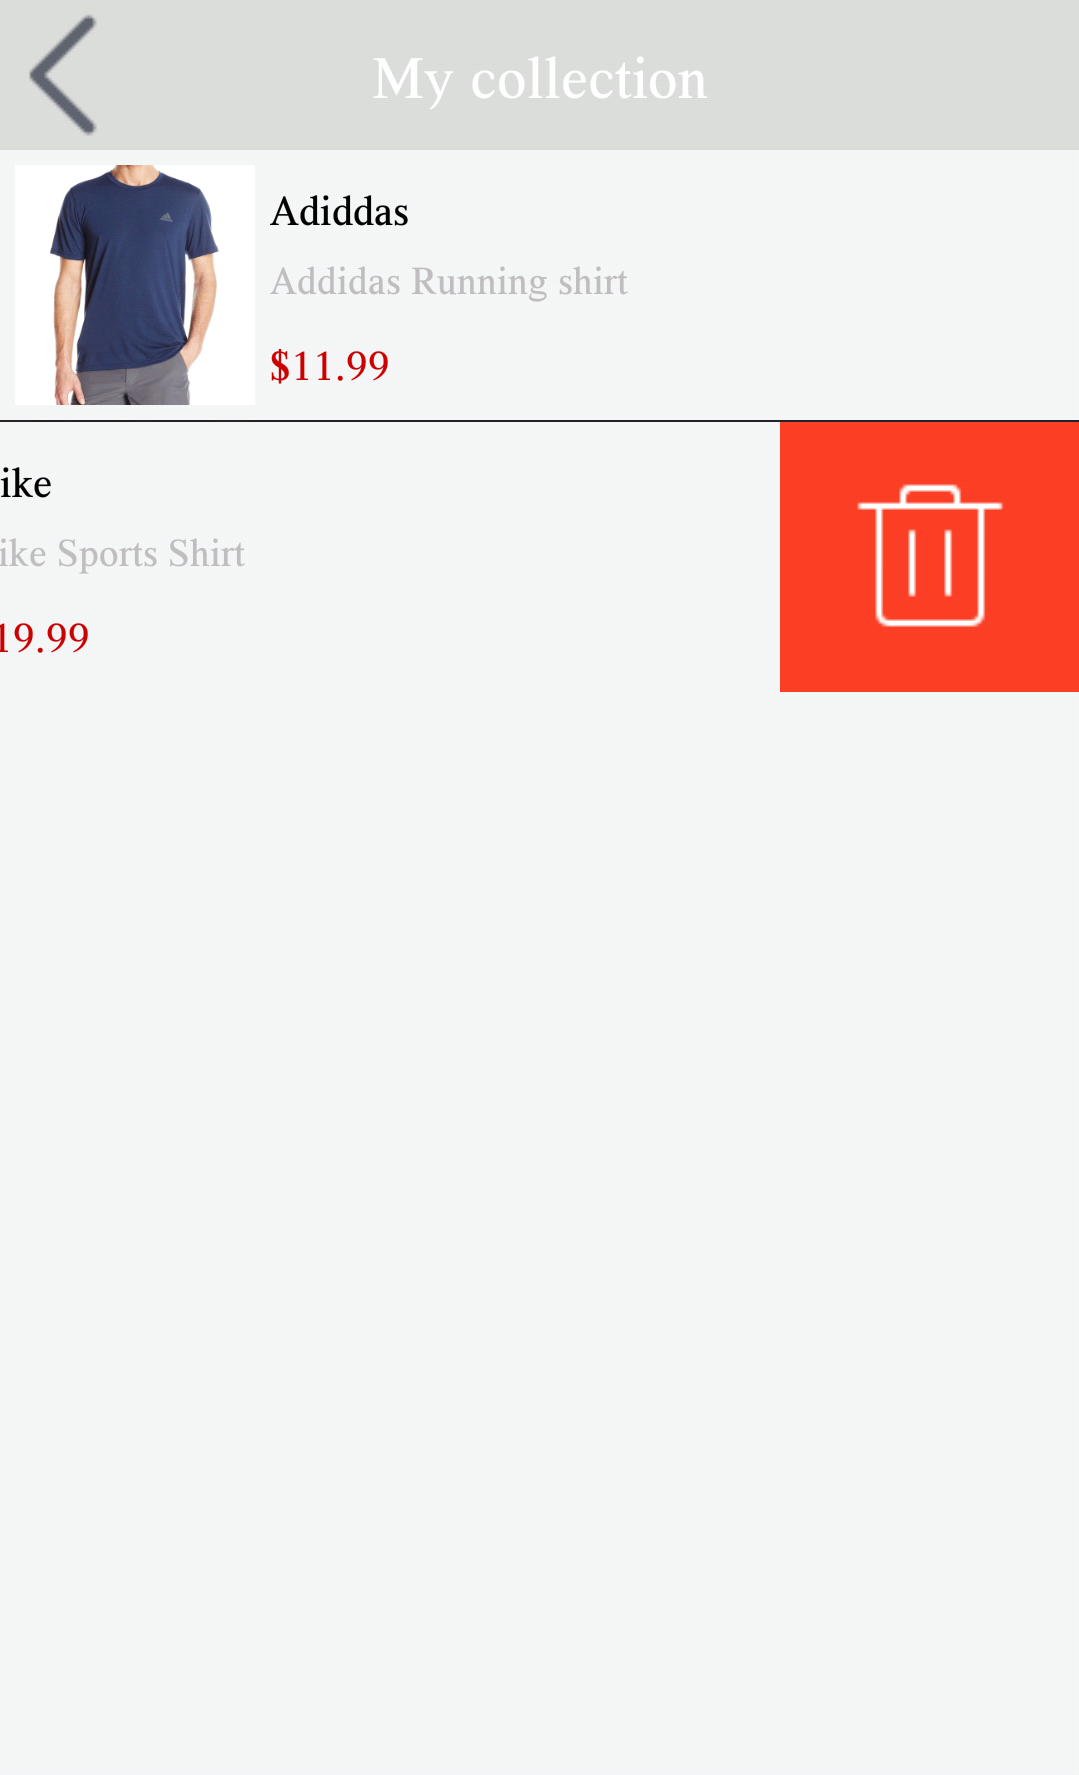 My collection
Adiddas
Addidas Running shirt
$11.99
ike
ike Sports Shirt
19.99